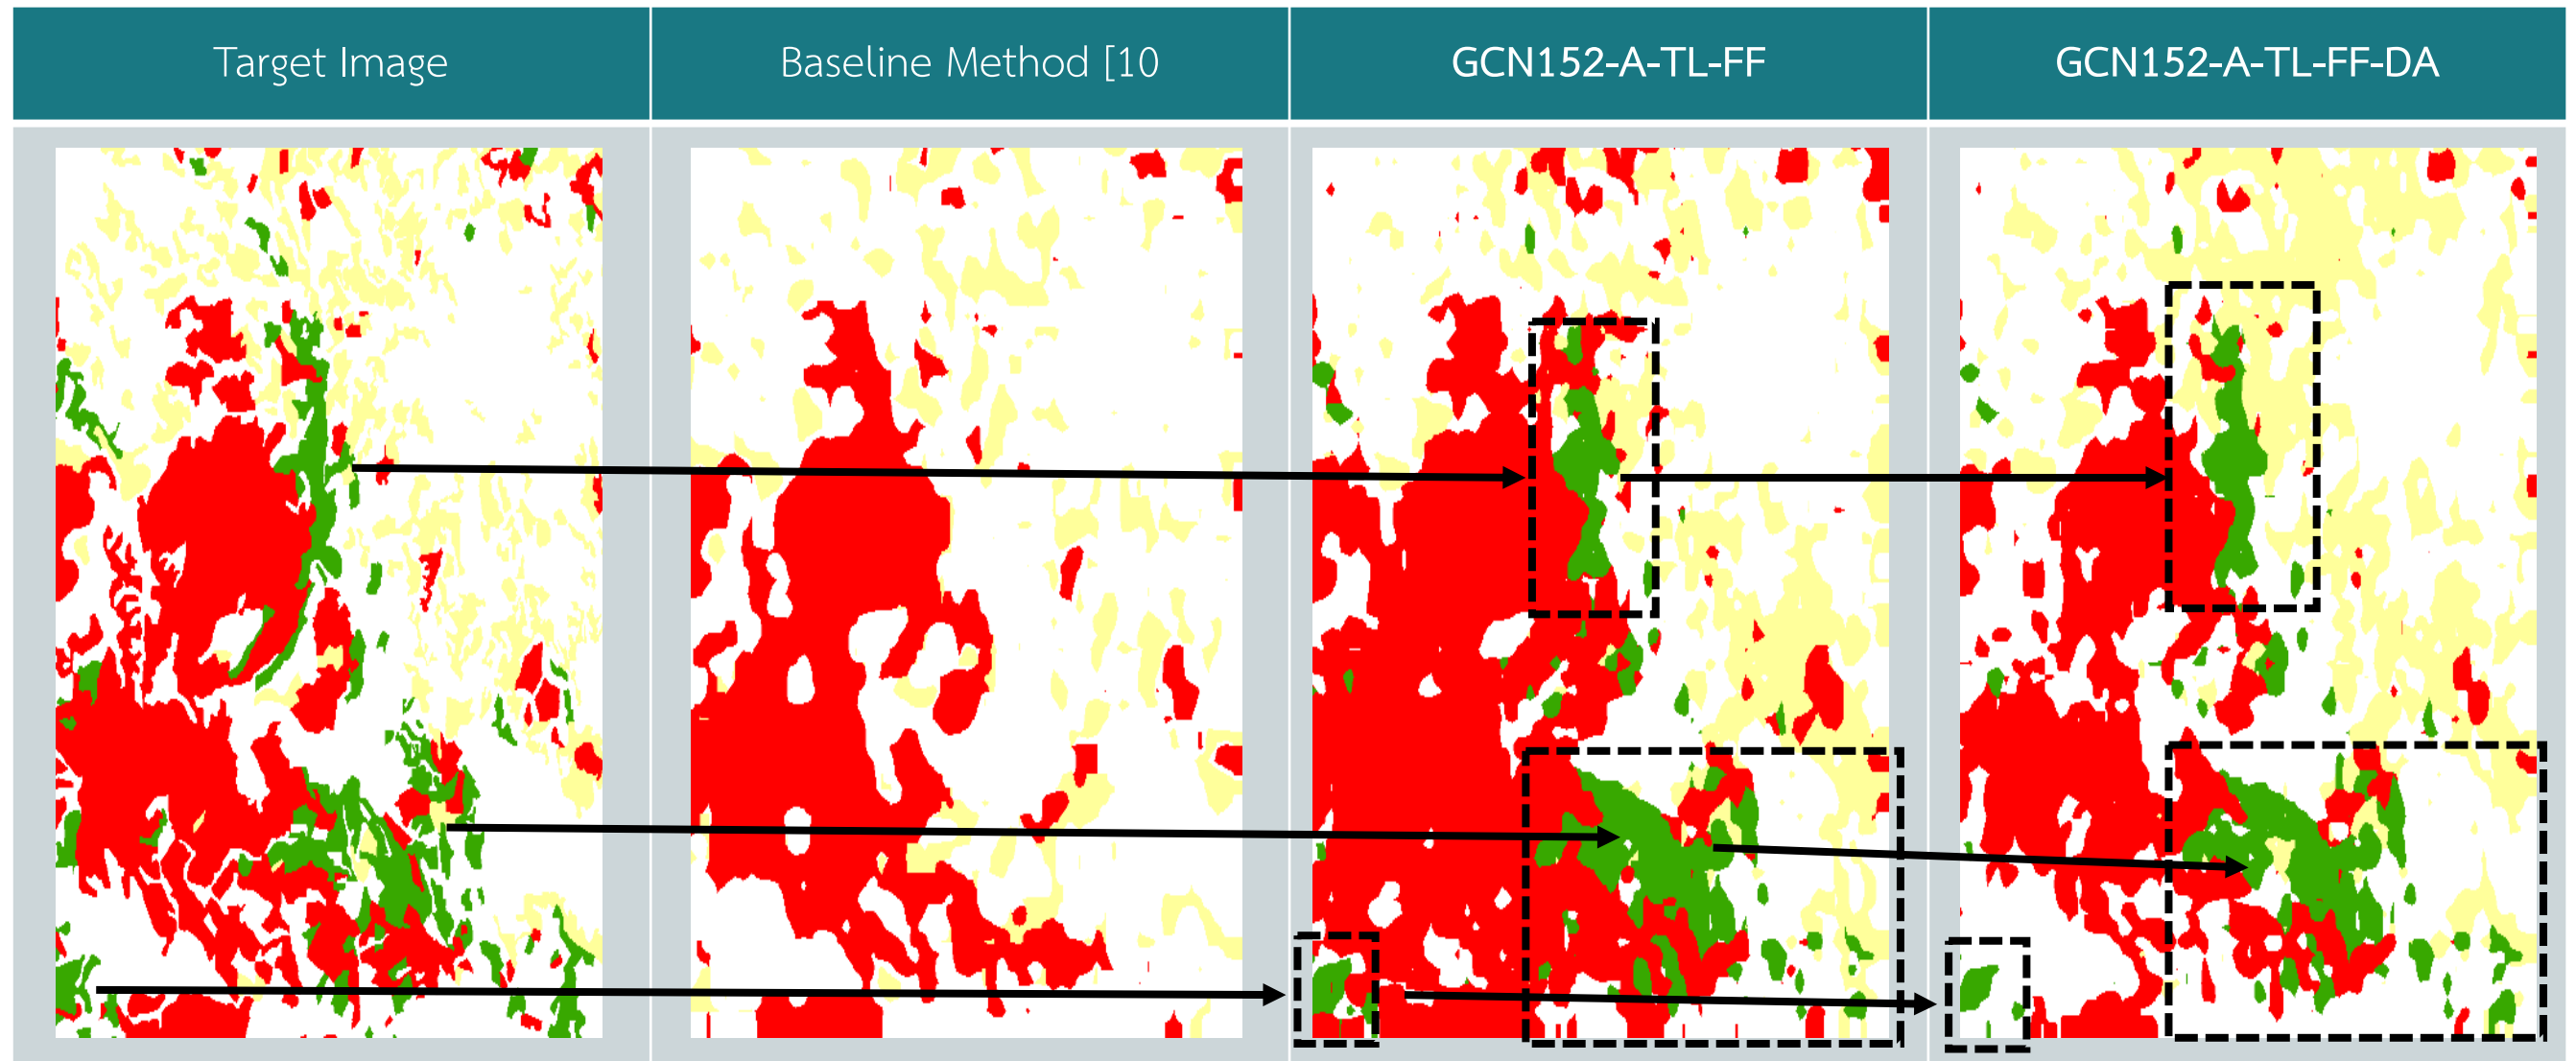 Target Image
Baseline Method [10
GCN152-A-TL-FF
GCN152-A-TL-FF-DA